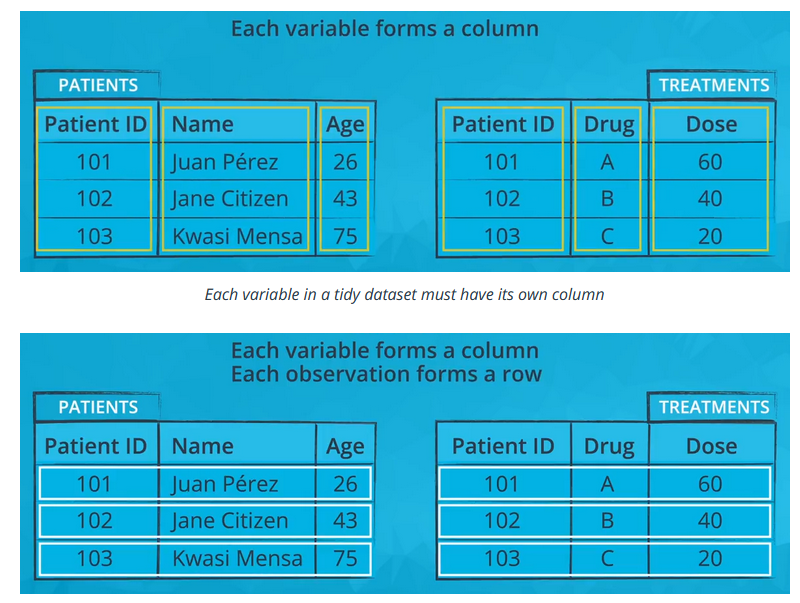 Each variable forms a column
PATIENTS
Patient ID Name Age
101 Juan Pérez 26
102 Jane Citizen 43
103 Kwasi Mensa 75
TREATMENTS
Patient ID Drug Dose
101 A 60
102 B 40
103 C 20
Each variable in a tidy dataset must have its own column
Each variable forms a column
Each observation forms a row
PATIENTS
Patient ID Name Age
101 Juan Pérez 26
102 Jane Citizen 43
103 Kwasi Mensa 75
TREATMENTS
Patient ID Drug Dose
101 A 60
102 B 40
103 C 20